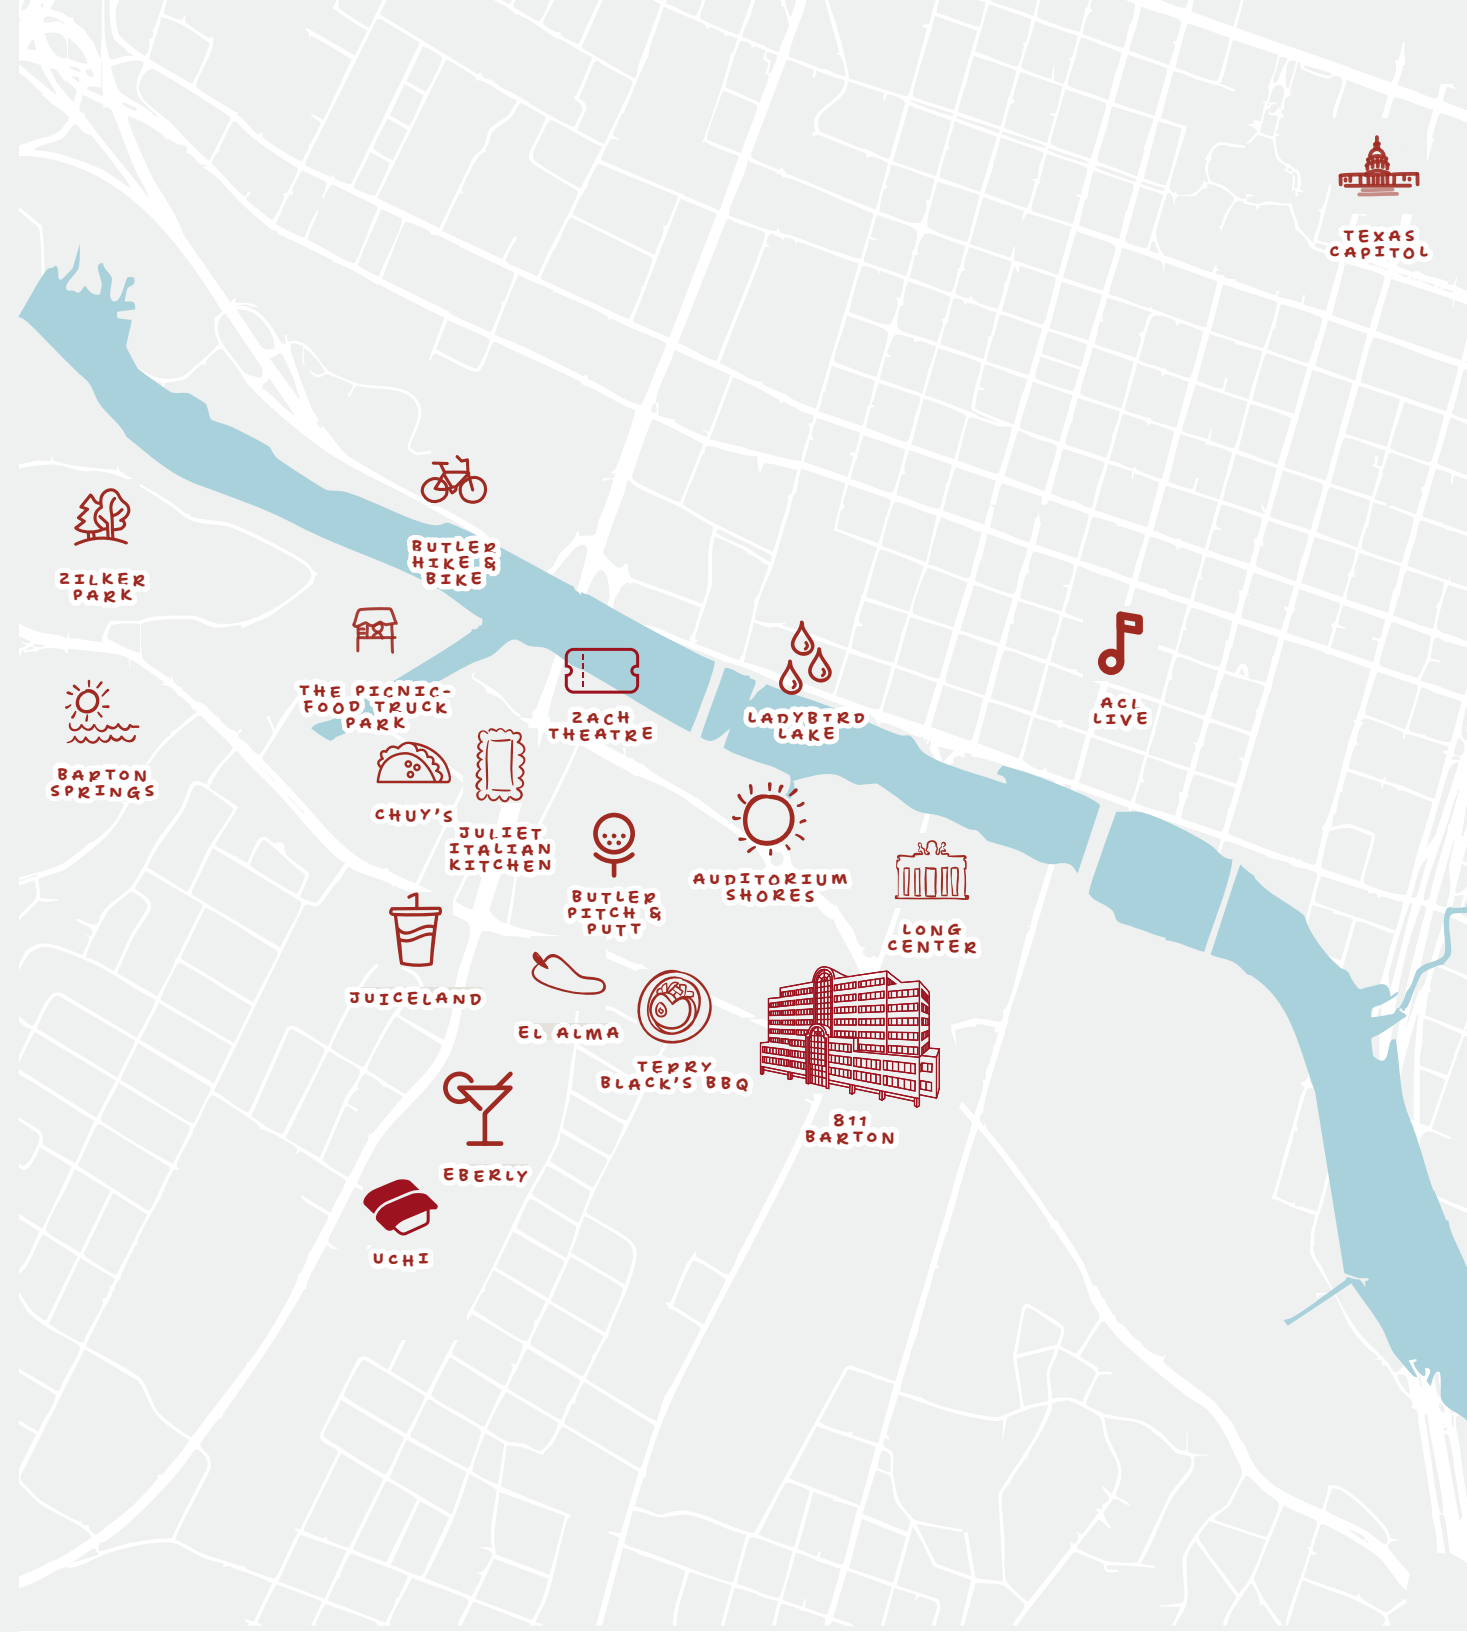 TEXAS
CAPITOL
BUTLER
HIKE &
BIKE
ZILKER
PARK
THE PICNIC-
FOOD TRUCK
PARK
ZACH
THEATRE
LADYBIRD
LAKE
ACL
LIVE
BARTON
SPRINGS
CHUY'S
JULIET
ITALIAN
KITCHEN
BUTLER
PITCH &
PUTT
AUDITORIUM
SHORES
LONG
CENTER
JUICELAND
EL ALMA
TERRY
BLACK'S BBQ
811
BARTON
EBERLY
UCHI